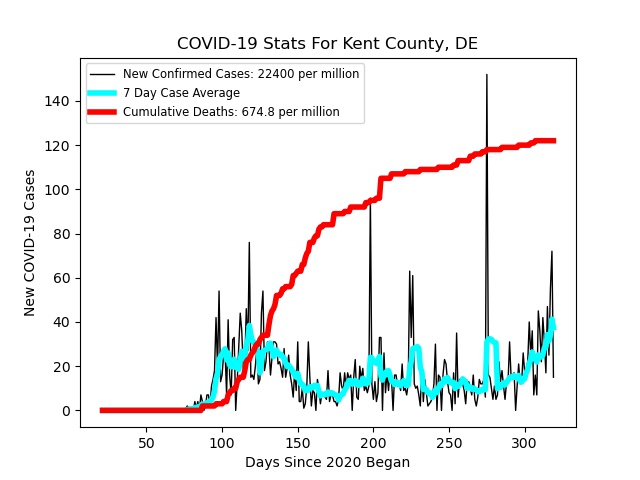 COVID-19 Stats For Kent County, DE
New Confirmed Cases: 22400 per million
7 Day Case Average
Cumulative Deaths: 674.8 per million
New COVID-19 Cases
140
120
100
80
60
40
20
0
50 100 150 200 250 300
Days Since 2020 Began